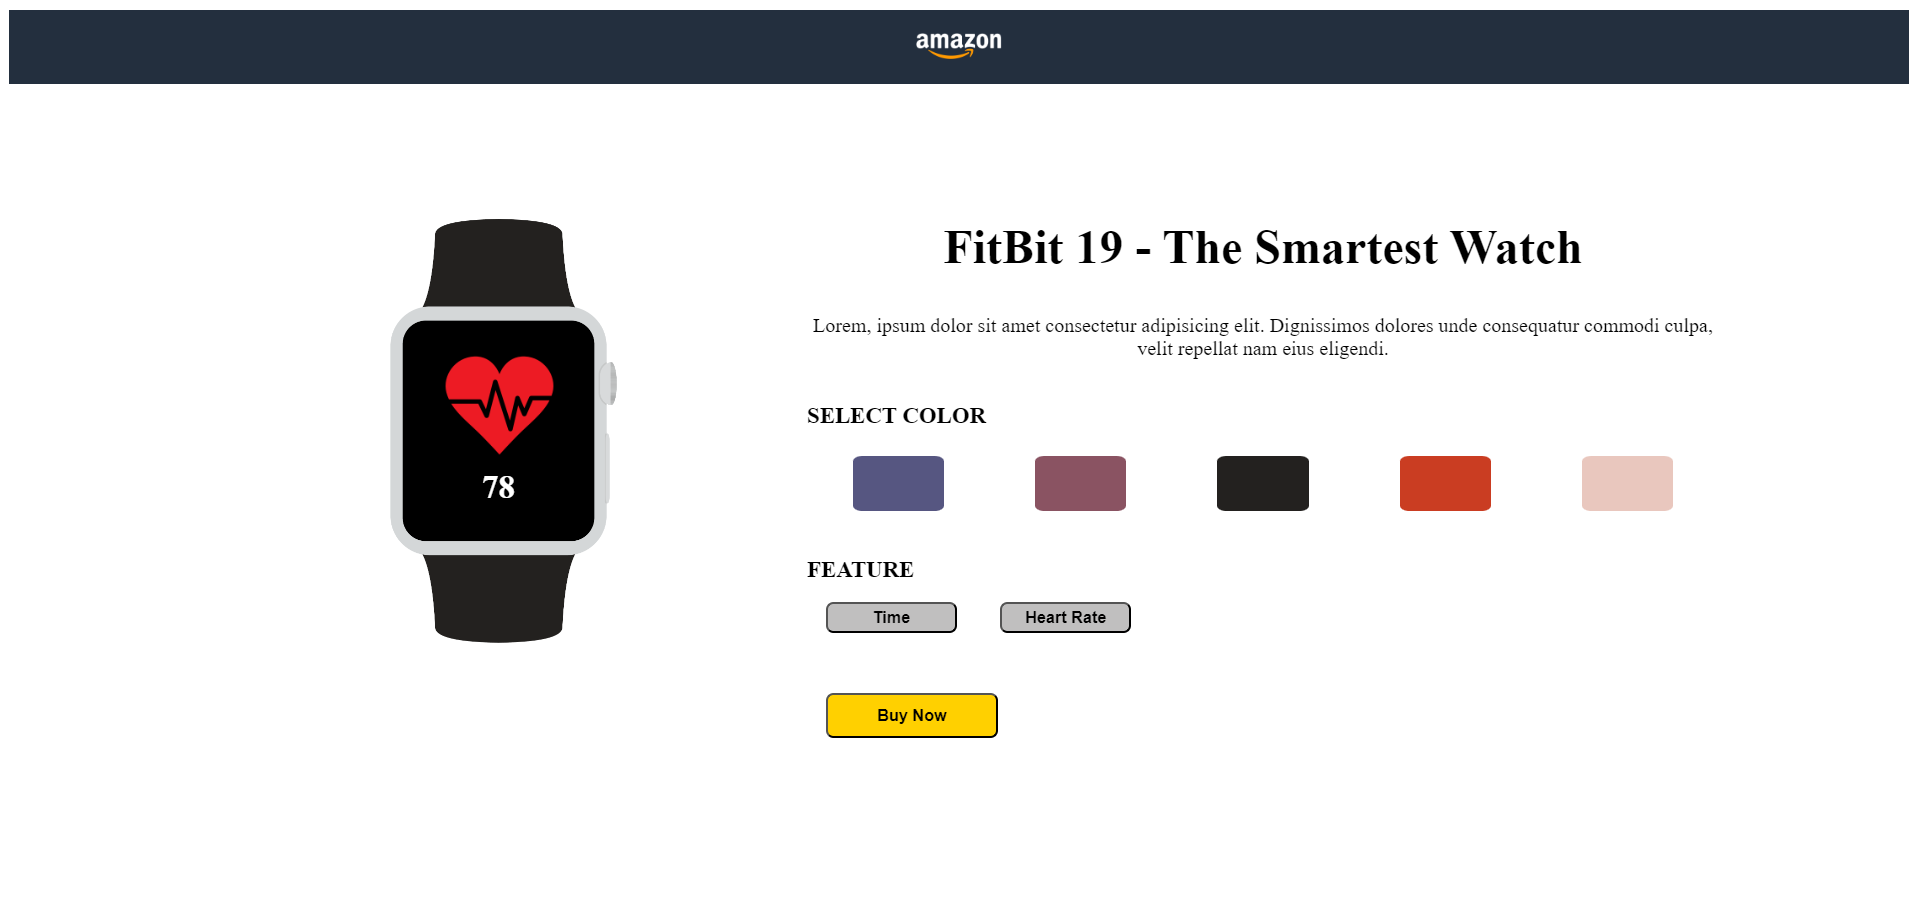 amazon
FitBit 19 - The Smartest Watch
Lorem, ipsum dolor sit amet consectetur adipisicing elit. Dignissimos dolores unde consequatur commodi culpa,
velit repellat nam eius eligendi.
SELECT COLOR
78
FEATURE
Time
Heart Rate
Buy Now